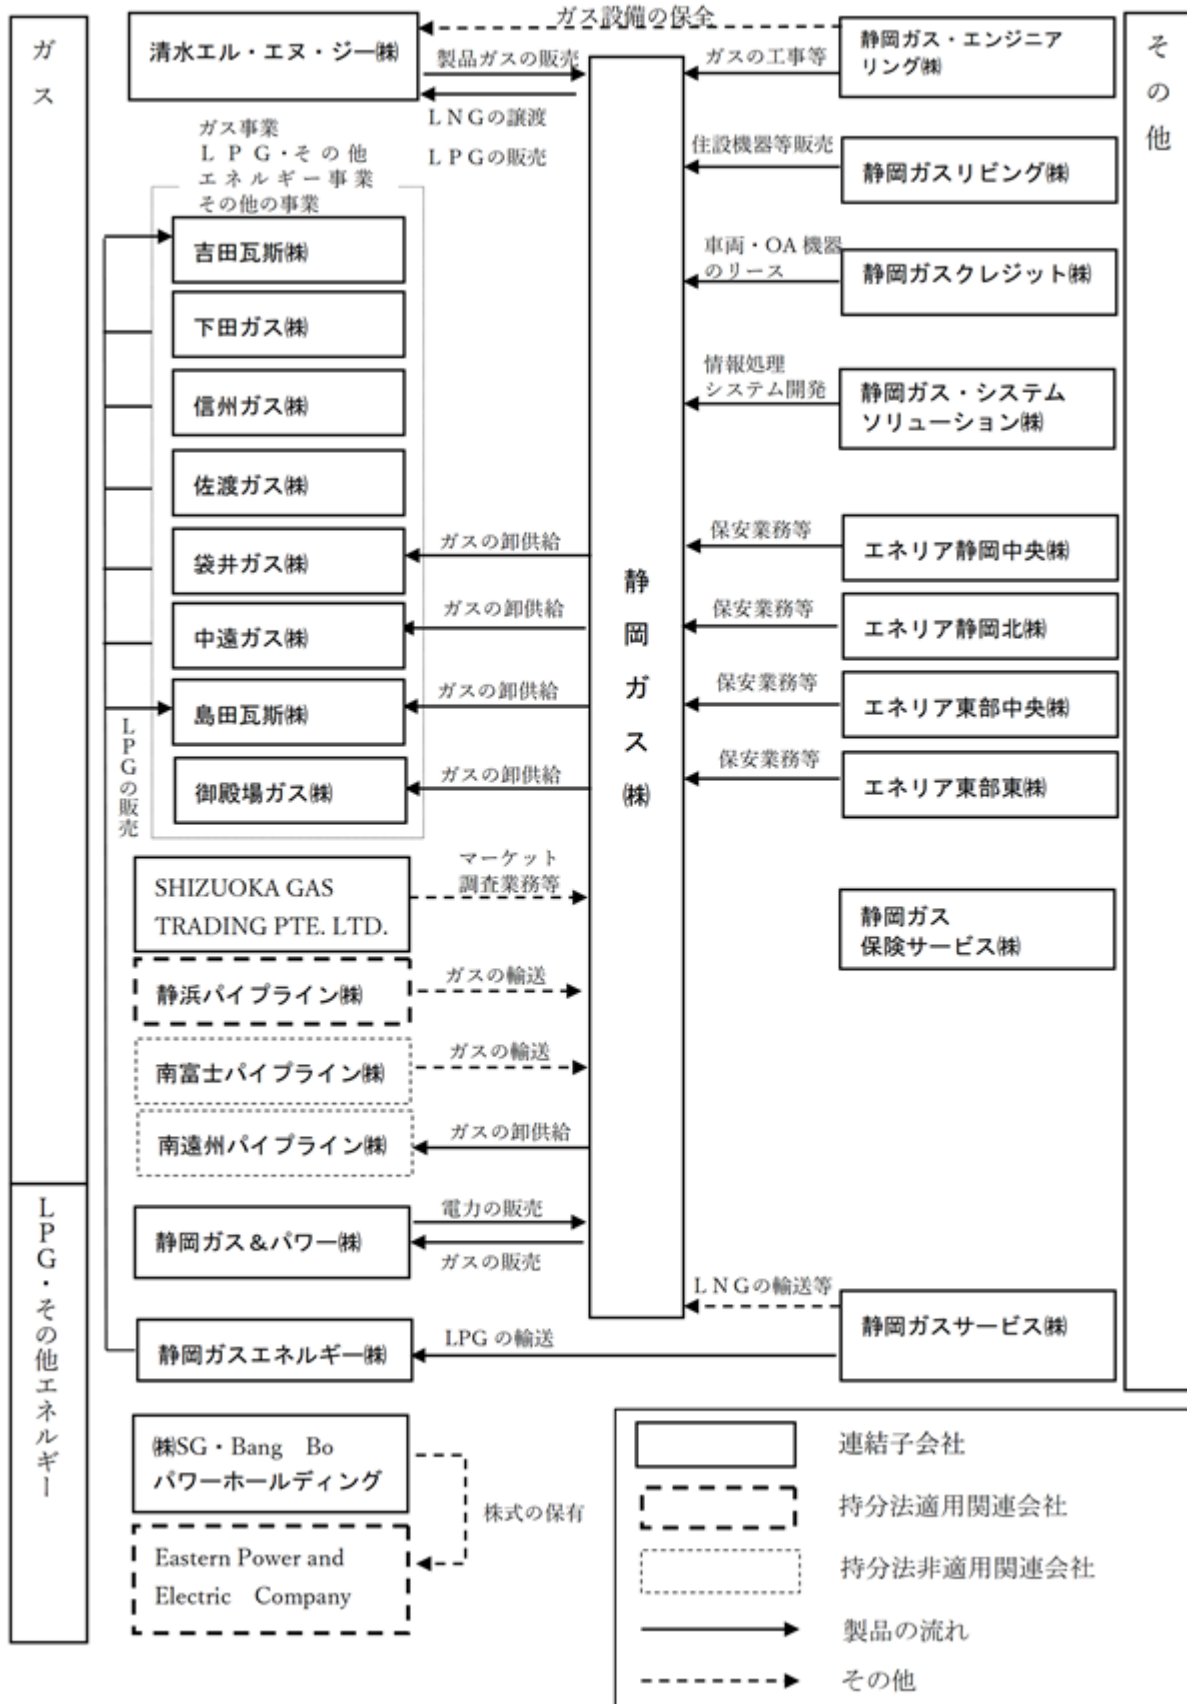 ガス
LPG・その他エネルギー
その他
清水エル・エヌ・ジー㈱
ガス設備の保全
製品ガスの販売
LNGの譲渡
LPGの販売
ガス事業
LPG・その他
エネルギー事業
その他の事業
吉田瓦斯㈱
下田ガス㈱
信州ガス㈱
佐渡ガス㈱
袋井ガス㈱
ガスの卸供給
中遠ガス㈱
ガスの卸供給
島田瓦斯㈱
ガスの卸供給
御殿場ガス㈱
ガスの卸供給
LPGの販売
SHIZUOKA GAS
TRADING PTE. LTD.
マーケット
調査業務等
静浜パイプライン㈱
ガスの輸送
南富士パイプライン㈱
ガスの輸送
南遠州パイプライン㈱
ガスの卸供給
静岡ガス&パワー㈱
電力の販売
ガスの販売
静岡ガスエネルギー㈱
LPG の輸送
㈱SG・Bang Bo
パワーホールディング
株式の保有
Eastern Power and
Electric Company
静岡ガス㈱
静岡ガス・エンジニア
リング㈱
ガスの工事等
静岡ガスリビング㈱
住設機器等販売
静岡ガスクレジット㈱
車両・OA 機器
のリース
静岡ガス・システム
ソリューション㈱
情報処理
システム開発
エネリア静岡中央㈱
保安業務等
エネリア静岡北㈱
保安業務等
エネリア東部中央㈱
保安業務等
エネリア東部東㈱
保安業務等
静岡ガス
保険サービス㈱
静岡ガスサービス㈱
LNGの輸送等
連結子会社
持分法適用関連会社
持分法非適用関連会社
製品の流れ
その他